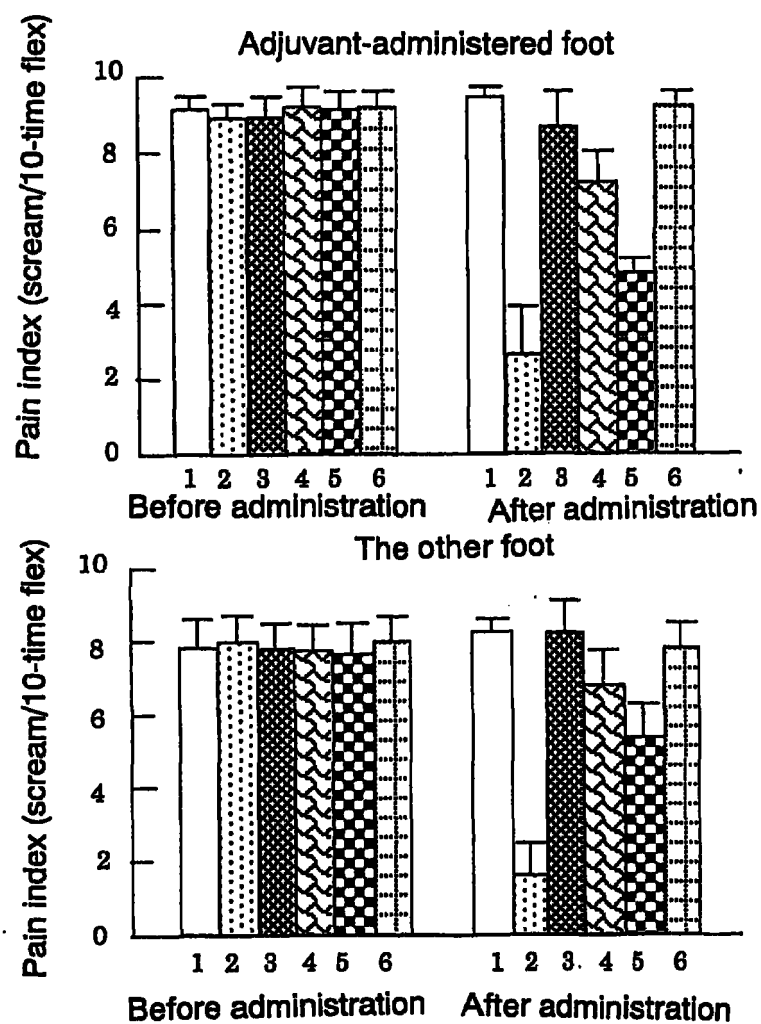 Adjuvant-administered foot
Pain index (scream/10-time flex)
10
8
6
4
2
0
1 2 3 4 5 6
1 2 3 4 5 6
Before administration
After administration
The other foot
Pain index (scream/10-time flex)
10
8
6
4
2
0
1 2 3 4 5 6
1 2 3. 4 5 6
Before administration
After administration